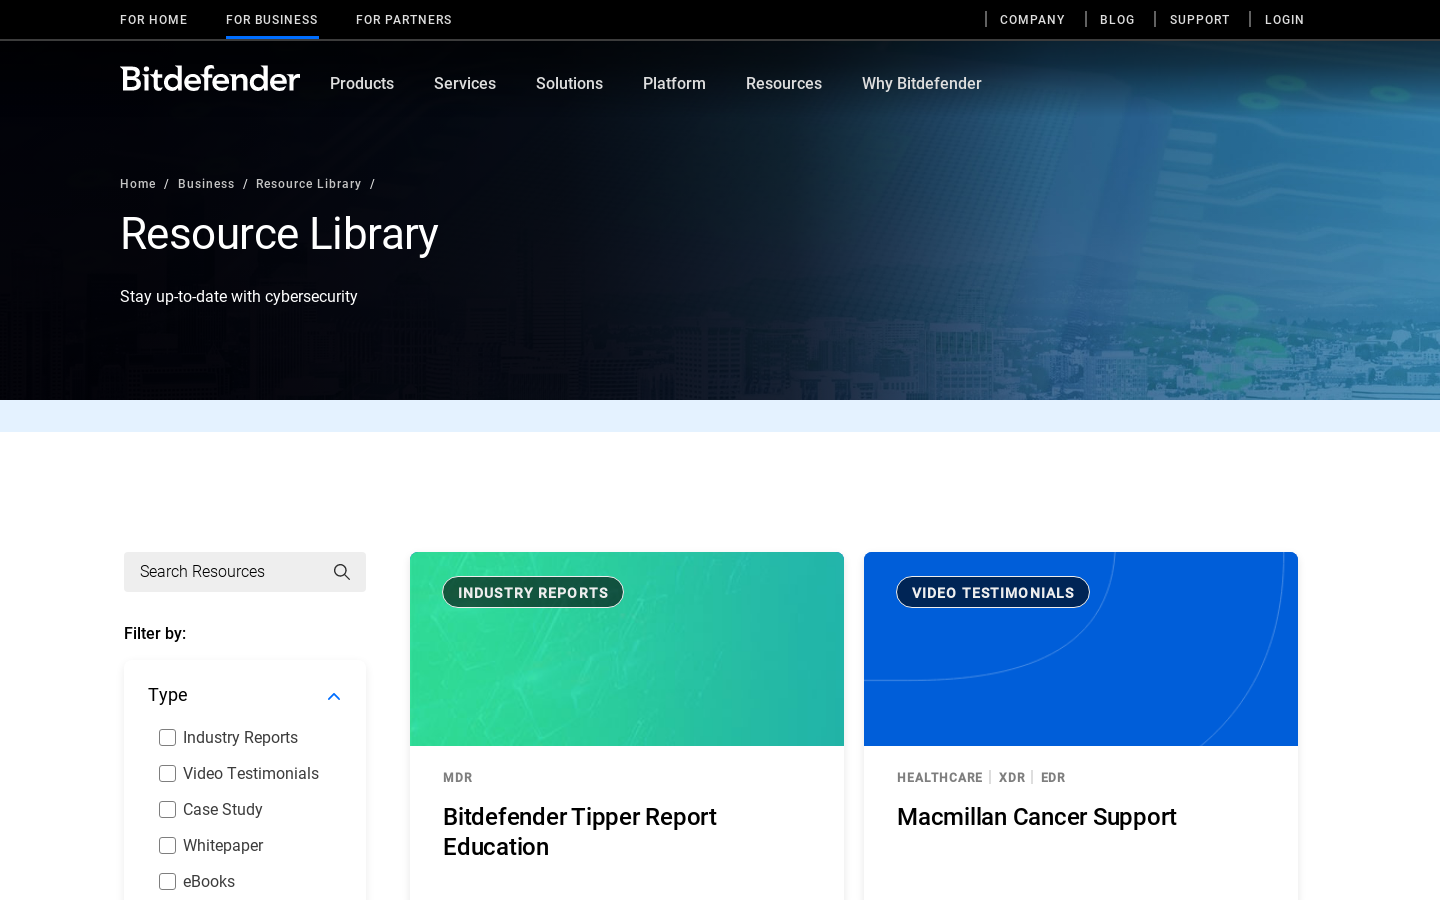 FOR HOME
FOR BUSINESS
FOR PARTNERS
COMPANY
BLOG
SUPPORT
LOGIN
Bitdefender
Products
Services
Solutions
Platform
Resources
Why Bitdefender
Home / Business / Resource Library /
Resource Library
Stay up-to-date with cybersecurity
Search Resources
Filter by:
Type
Industry Reports
Video Testimonials
Case Study
Whitepaper
eBooks
INDUSTRY REPORTS
MDR
Bitdefender Tipper Report
Education
VIDEO TESTIMONIALS
HEALTHCARE | XDR | EDR
Macmillan Cancer Support